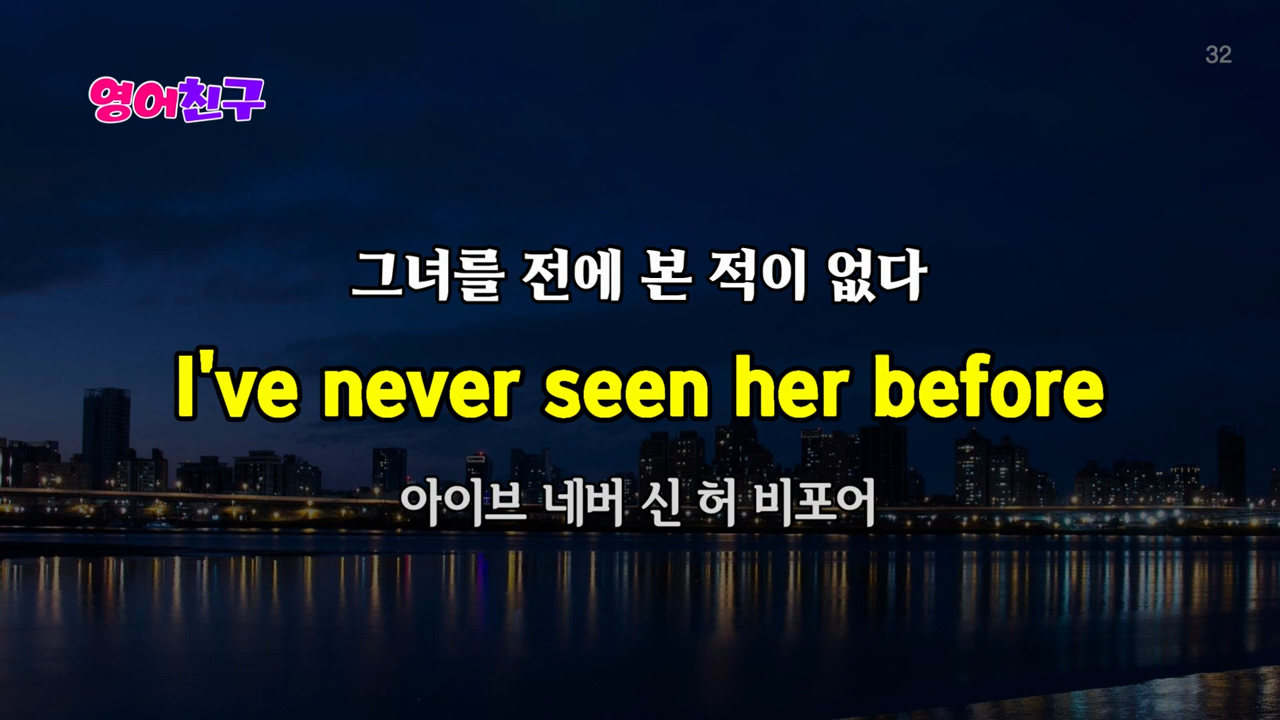 32
영어친구
그녀를 전에 본 적이 없다
I've never seen her before
아이브 네버 신 허 비포어